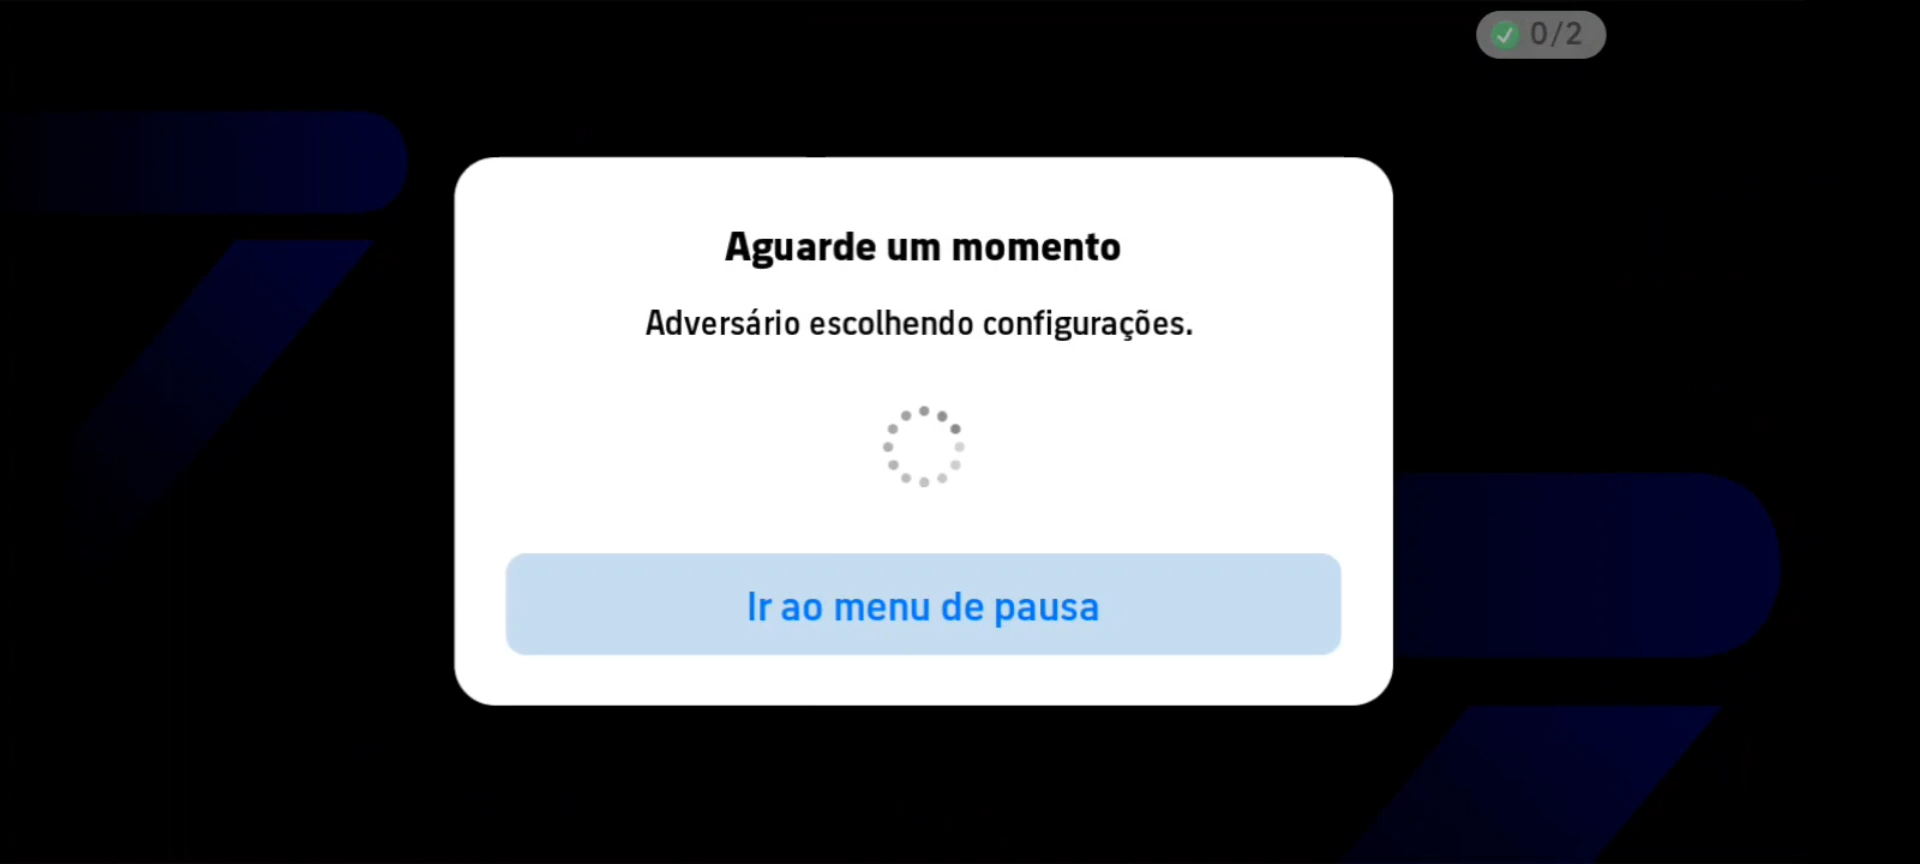 0/2
Aguarde um momento
Adversário escolhendo configurações.
Ir ao menu de pausa